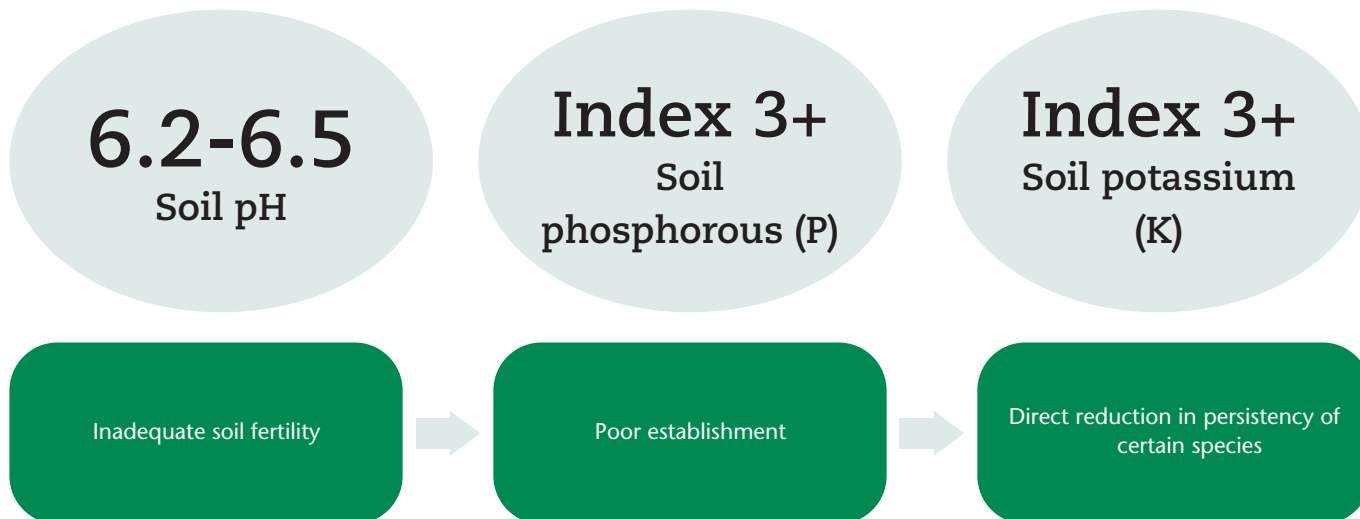 6.2-6.5
Soil pH
Index 3+
Soil
phosphorous (P)
Index 3+
Soil potassium
(K)
Inadequate soil fertility
Poor establishment
Direct reduction in persistency of
certain species